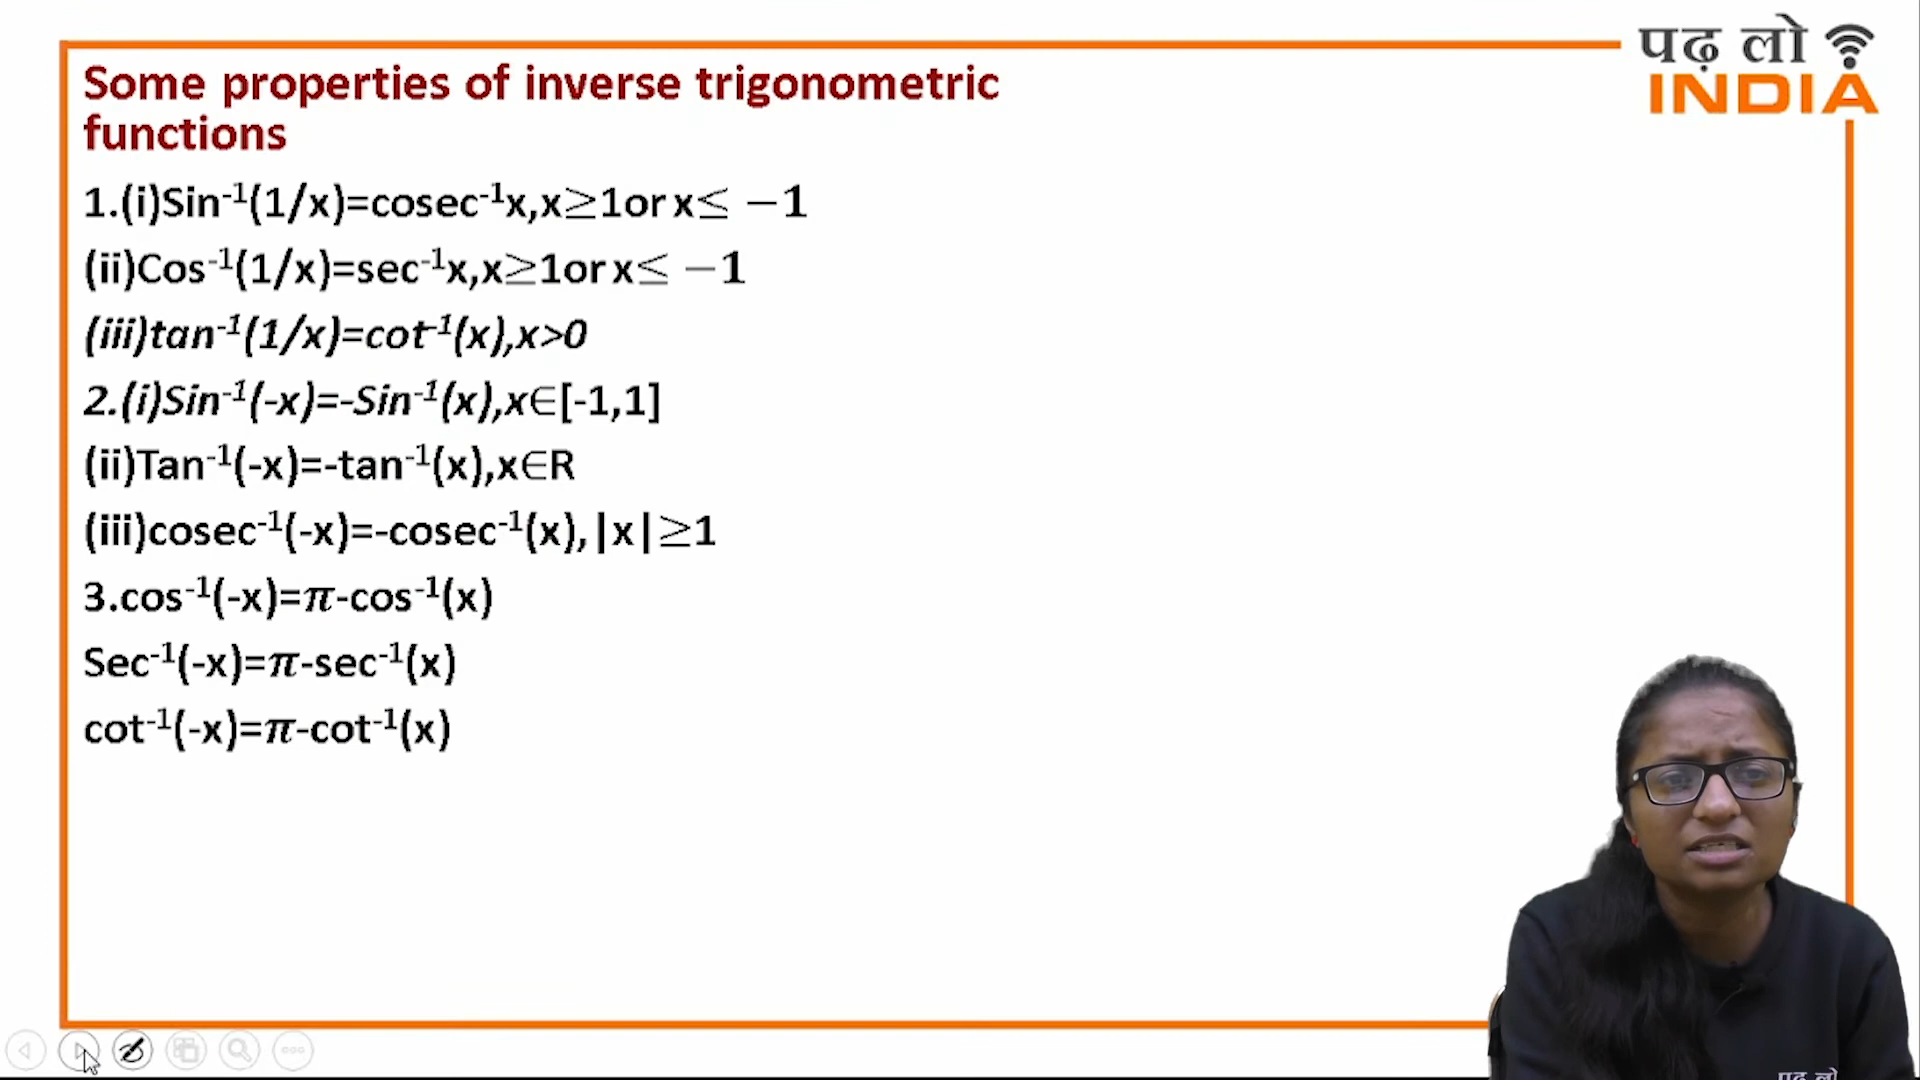 पढ़ लो
INDIA
Some properties of inverse trigonometric
functions
1.(i)Sin⁻¹(1/x)=cosec⁻¹x,x≥1or x≤ −1
(ii)Cos⁻¹(1/x)=sec⁻¹x,x≥1or x≤ −1
(iii)tan⁻¹(1/x)=cot⁻¹(x),x>0
2.(i)Sin⁻¹(-x)=-Sin⁻¹(x),x∈[-1,1]
(ii)Tan⁻¹(-x)=-tan⁻¹(x),x∈R
(iii)cosec⁻¹(-x)=-cosec⁻¹(x),|x|≥1
3.cos⁻¹(-x)=π-cos⁻¹(x)
Sec⁻¹(-x)=π-sec⁻¹(x)
cot⁻¹(-x)=π-cot⁻¹(x)
पढ़ लो